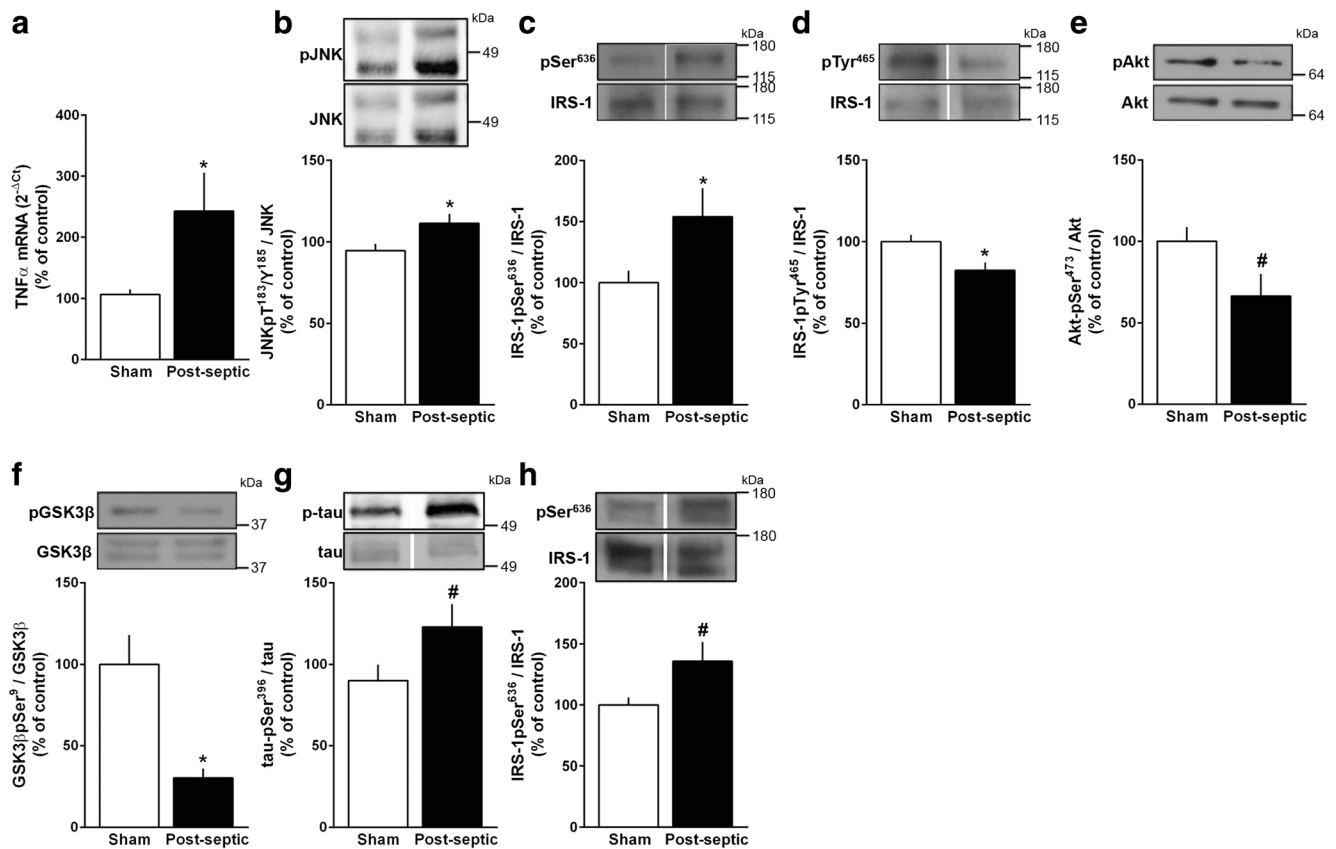 a
TNFα mRNA (2⁻ΔCt)
(% of control)
400
300
200
100
0
Sham Post-septic
b
kDa
pJNK
49
JNK
49
JNKpT¹⁸³/Y¹⁸⁵ / JNK
(% of control)
150
100
50
0
Sham Post-septic
c
kDa
pSer⁶³⁶
180
115
IRS-1
180
115
IRS-1pSer⁶³⁶ / IRS-1
(% of control)
200
150
100
50
0
Sham Post-septic
*
*
*
d
kDa
pTyr⁴⁶⁵
180
115
IRS-1
180
115
IRS-1pTyr⁴⁶⁵ / IRS-1
(% of control)
150
100
50
0
*
Sham Post-septic
e
kDa
pAkt
64
Akt
64
Akt-pSer⁴⁷³ / Akt
(% of control)
150
100
50
0
#
Sham Post-septic
f
kDa
pGSK3β
37
GSK3β
37
GSK3βpSer⁹ / GSK3β
(% of control)
150
100
50
0
*
Sham Post-septic
g
kDa
p-tau
49
tau
49
tau-pSer³⁹⁶ / tau
(% of control)
150
100
50
0
#
Sham Post-septic
h
kDa
pSer⁶³⁶
180
IRS-1
180
IRS-1pSer⁶³⁶ / IRS-1
(% of control)
200
150
100
50
0
#
Sham Post-septic